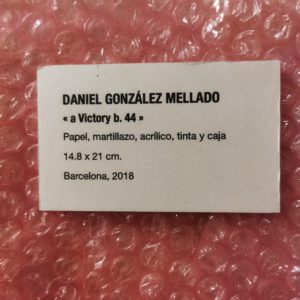 DANIEL GONZÁLEZ MELLADO
« a Victory b. 44 »
Papel, martillazo, acrílico, tinta y caja
14.8 x 21 cm.
Barcelona, 2018